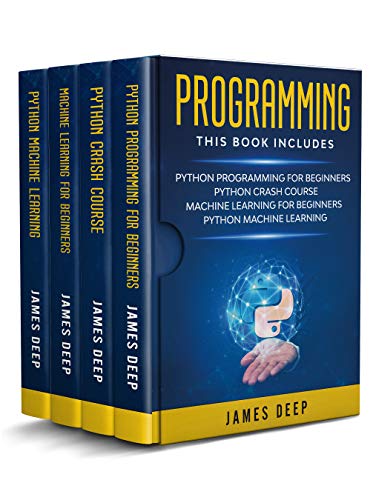 PYTHON MACHINE LEARNING
JAMES DEEP
MACHINE LEARNING FOR BEGINNERS
JAMES DEEP
PYTHON CRASH COURSE
JAMES DEEP
PYTHON PROGRAMMING FOR BEGINNERS
JAMES DEEP
PROGRAMMING
THIS BOOK INCLUDES
PYTHON PROGRAMMING FOR BEGINNERS
PYTHON CRASH COURSE
MACHINE LEARNING FOR BEGINNERS
PYTHON MACHINE LEARNING
JAMES DEEP